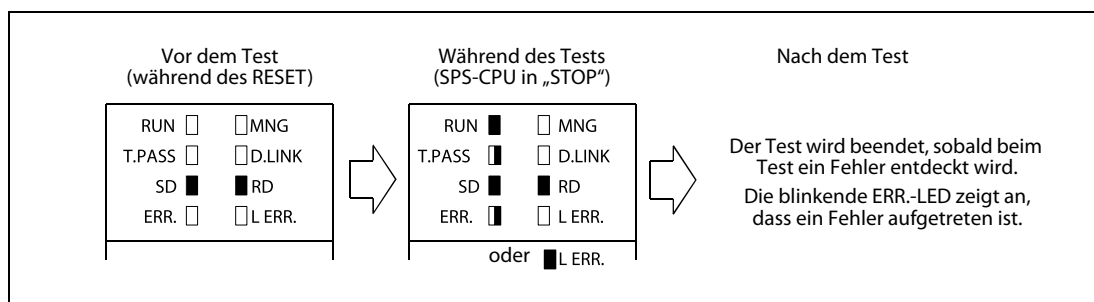 Vor dem Test
(während des RESET)
RUN MNG
T.PASS D.LINK
SD RD
ERR. L ERR.
Während des Tests
(SPS-CPU in „STOP“)
RUN MNG
T.PASS D.LINK
SD RD
ERR. L ERR.
oder L ERR.
Nach dem Test
Der Test wird beendet, sobald beim
Test ein Fehler entdeckt wird.
Die blinkende ERR.-LED zeigt an,
dass ein Fehler aufgetreten ist.